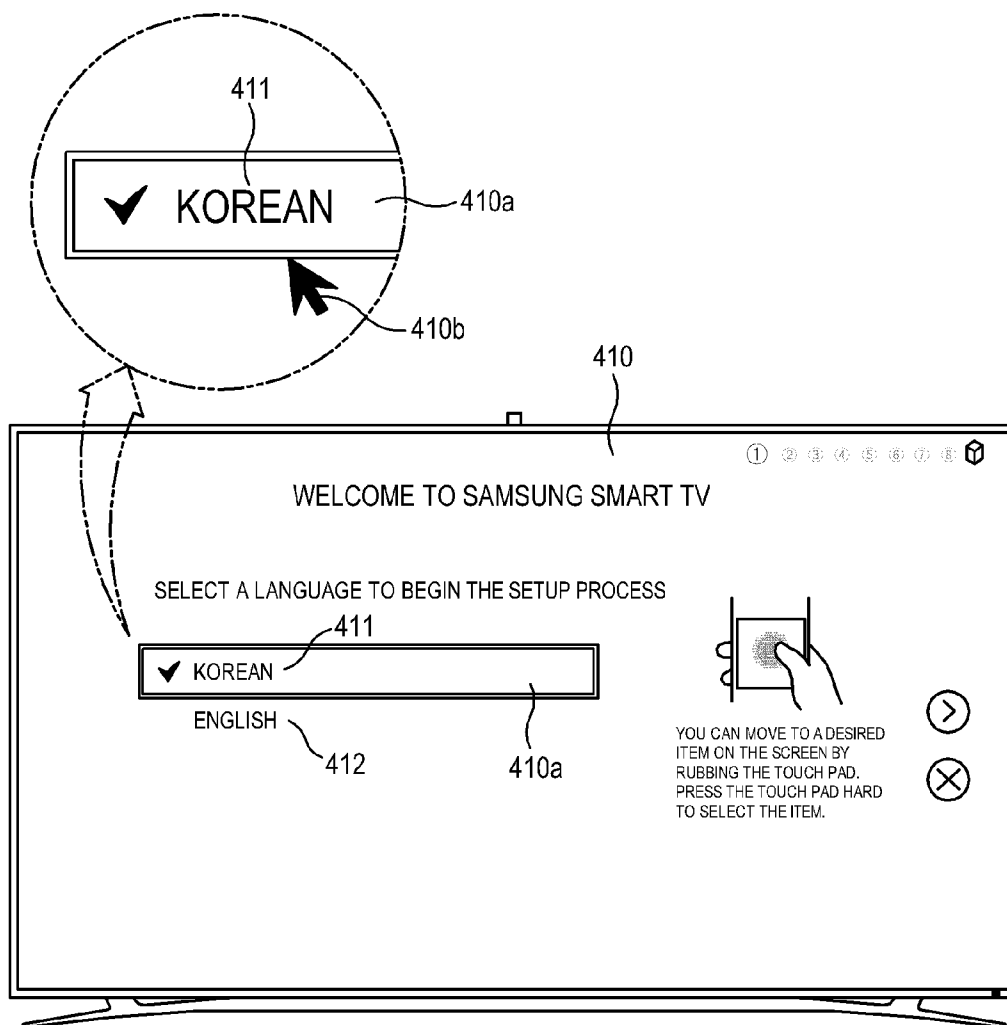 411
✔ KOREAN
410a
410b
410
① ② ③ ④ ⑤ ⑥ ⑦ ⑧
WELCOME TO SAMSUNG SMART TV
SELECT A LANGUAGE TO BEGIN THE SETUP PROCESS
411
✔ KOREAN
ENGLISH
412
410a
YOU CAN MOVE TO A DESIRED
ITEM ON THE SCREEN BY
RUBBING THE TOUCH PAD.
PRESS THE TOUCH PAD HARD
TO SELECT THE ITEM.